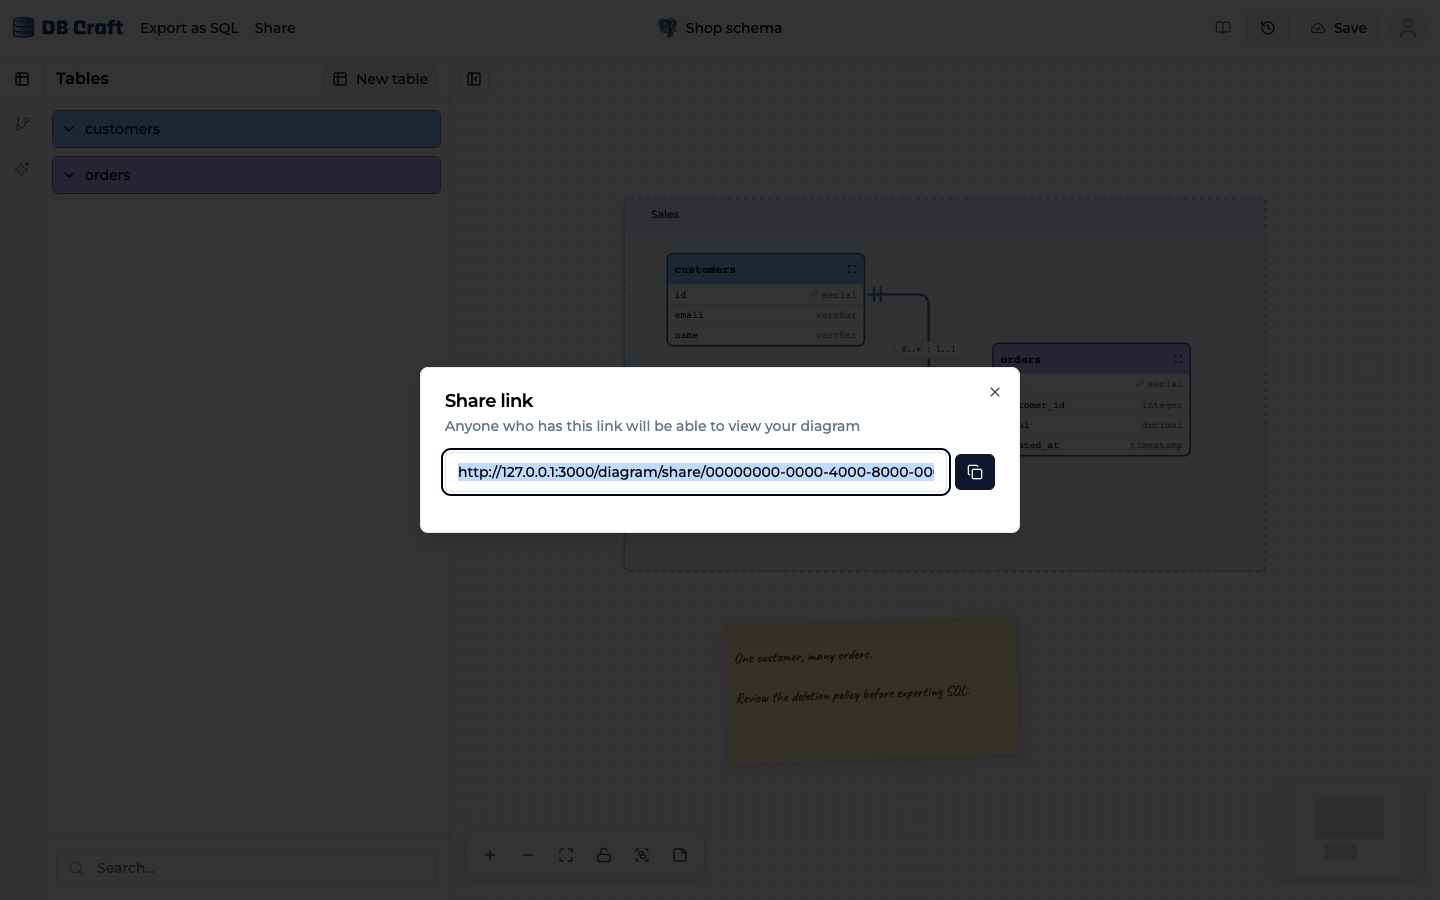 DB Craft
Export as SQL
Share
Shop schema
Save
Tables
New table
customers
orders
Sales
customers
id serial
email varchar
name varchar
0..* : 1..1
orders
serial
integer
decimal
timestamp
Share link
Anyone who has this link will be able to view your diagram
http://127.0.0.1:3000/diagram/share/00000000-0000-4000-8000-00
One customer, many orders.
Review the deletion policy before exporting SQL.
Search...